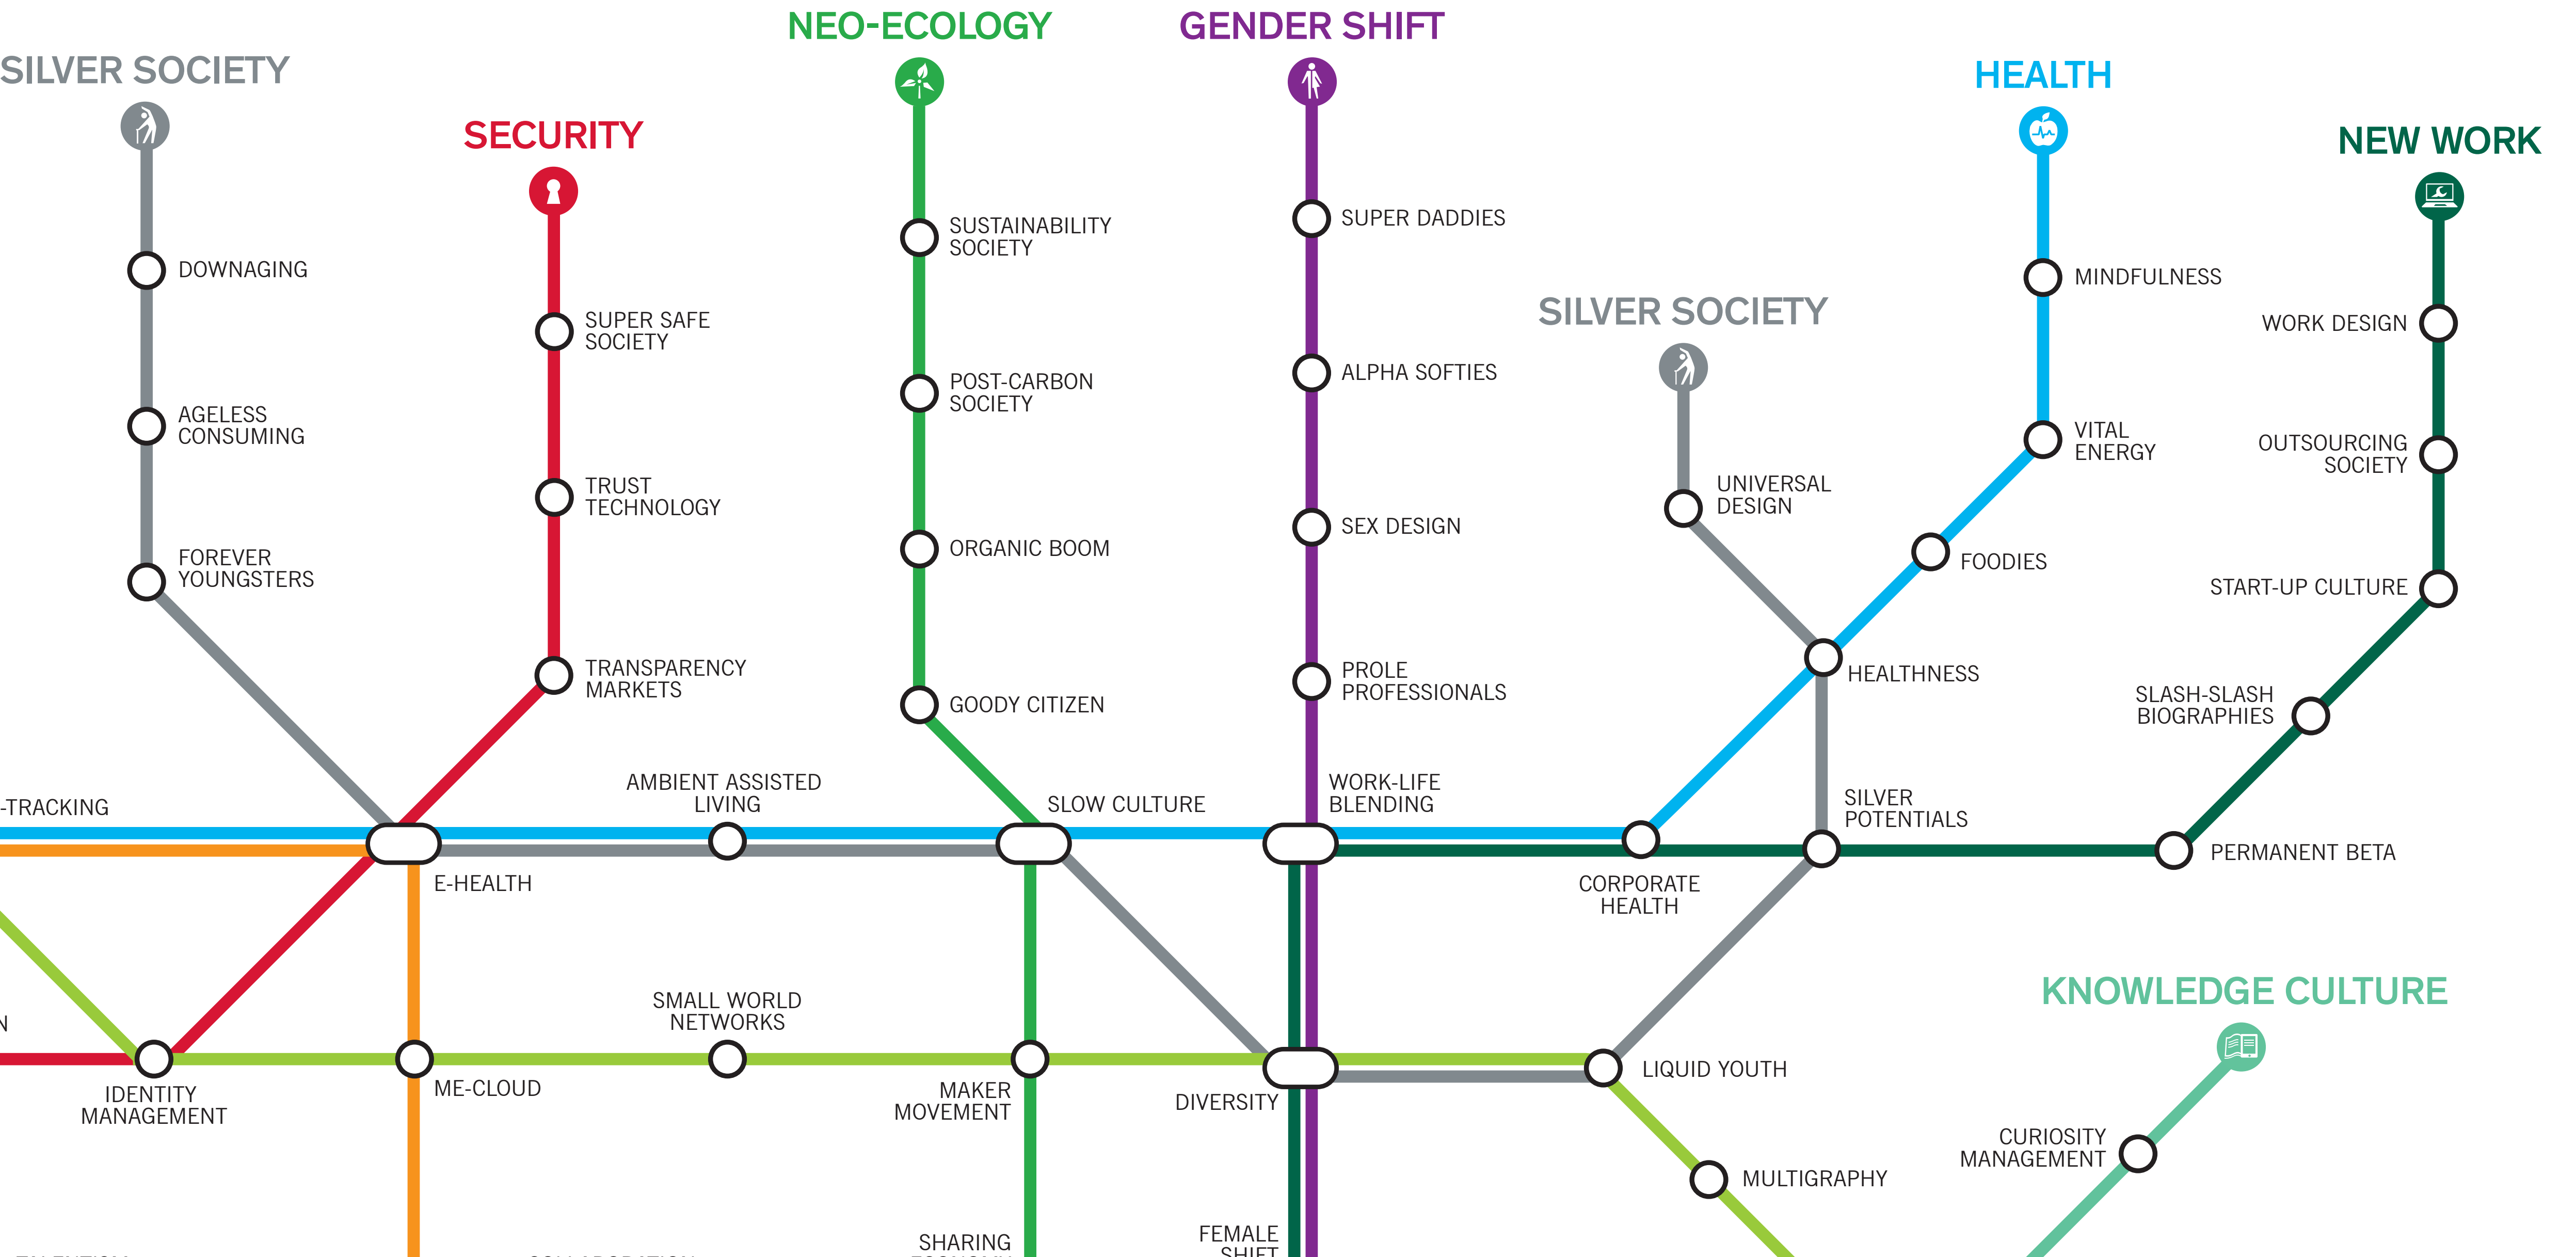 NEO-ECOLOGY
GENDER SHIFT
SILVER SOCIETY
HEALTH
SECURITY
NEW WORK
SUSTAINABILITY
SOCIETY
SUPER DADDIES
DOWNAGING
MINDFULNESS
SUPER SAFE
SOCIETY
SILVER SOCIETY
WORK DESIGN
POST-CARBON
SOCIETY
ALPHA SOFTIES
AGELESS
CONSUMING
VITAL
ENERGY
OUTSOURCING
SOCIETY
TRUST
TECHNOLOGY
UNIVERSAL
DESIGN
SEX DESIGN
ORGANIC BOOM
FOREVER
YOUNGSTERS
FOODIES
START-UP CULTURE
TRANSPARENCY
MARKETS
PROLE
PROFESSIONALS
HEALTHNESS
GOODY CITIZEN
SLASH-SLASH
BIOGRAPHIES
-TRACKING
AMBIENT ASSISTED
LIVING
SLOW CULTURE
WORK-LIFE
BLENDING
SILVER
POTENTIALS
PERMANENT BETA
E-HEALTH
CORPORATE
HEALTH
KNOWLEDGE CULTURE
SMALL WORLD
NETWORKS
N
IDENTITY
MANAGEMENT
ME-CLOUD
MAKER
MOVEMENT
DIVERSITY
LIQUID YOUTH
CURIOSITY
MANAGEMENT
MULTIGRAPHY
SHARING
FEMALE
SHIFT